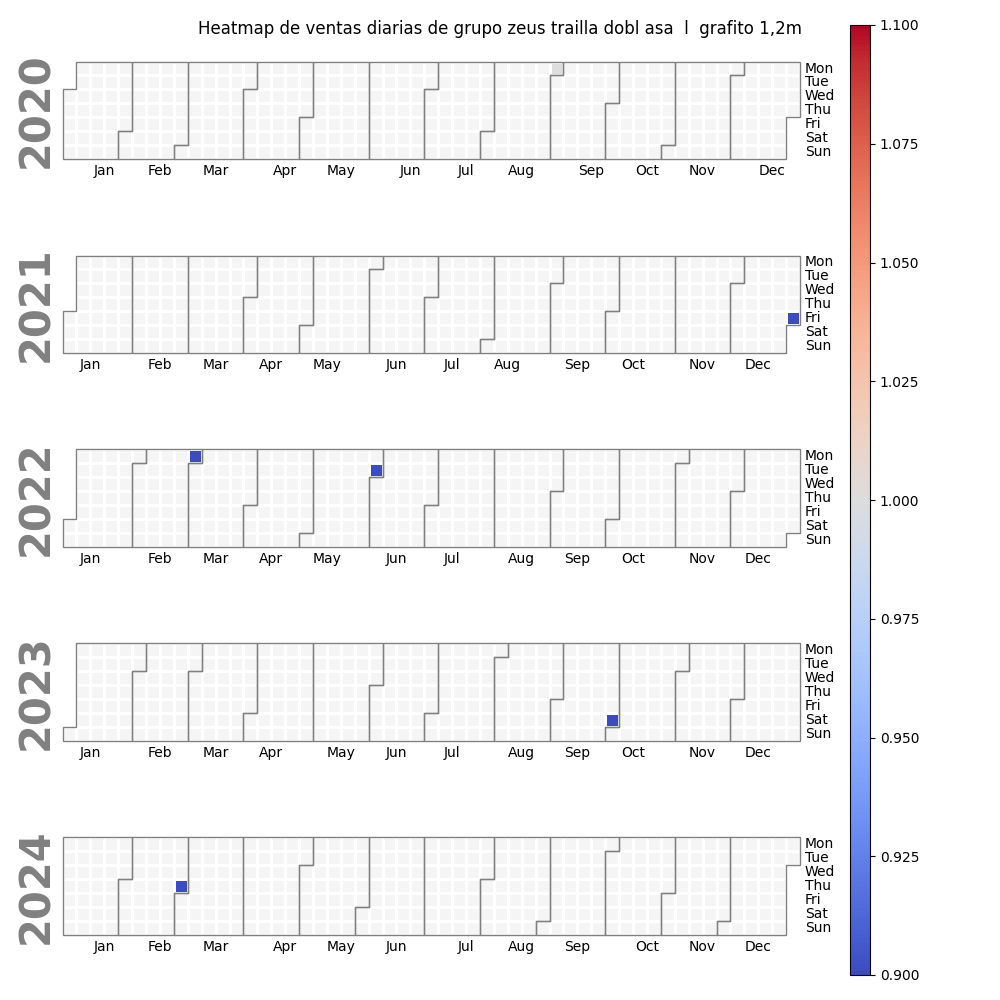 Heatmap de ventas diarias de grupo zeus trailla dobl asa  l  grafito 1,2m
2020
Mon
Tue
Wed
Thu
Fri
Sat
Sun
Jan Feb Mar Apr May Jun Jul Aug Sep Oct Nov Dec
2021
Mon
Tue
Wed
Thu
Fri
Sat
Sun
Jan Feb Mar Apr May Jun Jul Aug Sep Oct Nov Dec
2022
Mon
Tue
Wed
Thu
Fri
Sat
Sun
Jan Feb Mar Apr May Jun Jul Aug Sep Oct Nov Dec
2023
Mon
Tue
Wed
Thu
Fri
Sat
Sun
Jan Feb Mar Apr May Jun Jul Aug Sep Oct Nov Dec
2024
Mon
Tue
Wed
Thu
Fri
Sat
Sun
Jan Feb Mar Apr May Jun Jul Aug Sep Oct Nov Dec
1.100
1.075
1.050
1.025
1.000
0.975
0.950
0.925
0.900